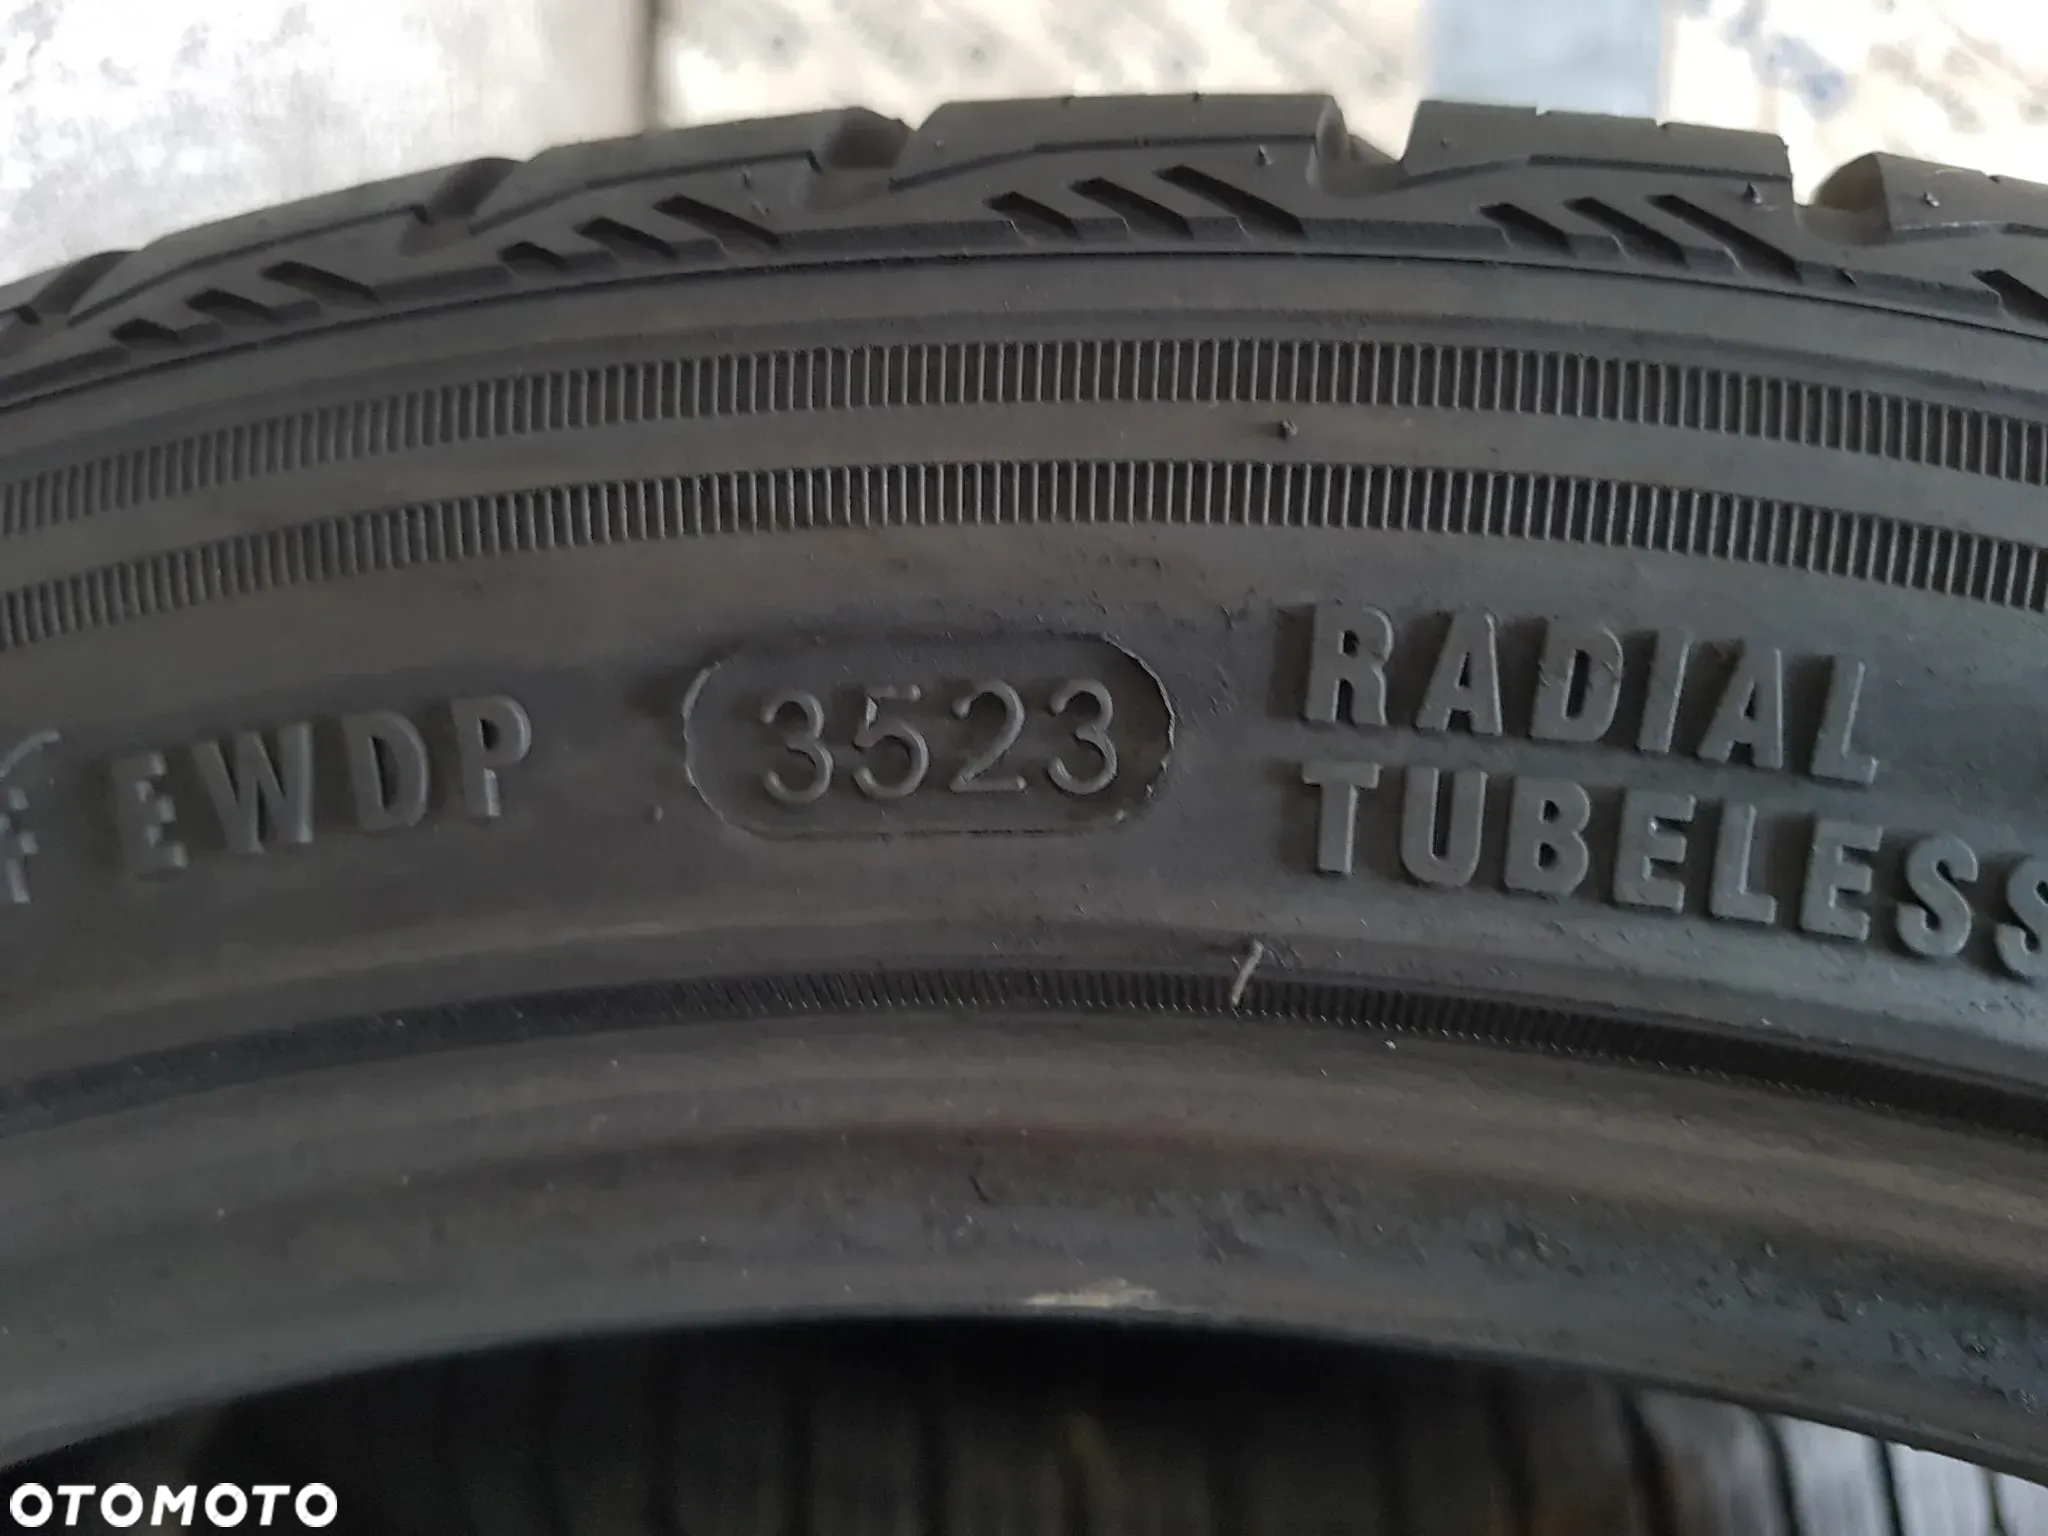 EWDP 3523 RADIAL
TUBELESS
OTOMOTO